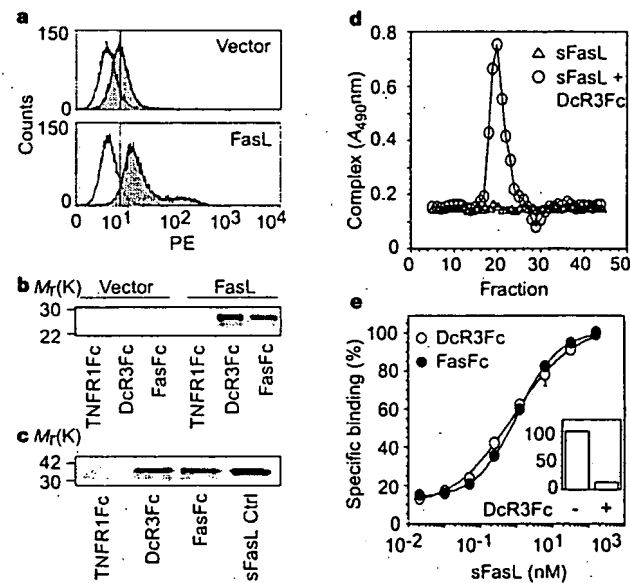 a
150
Vector
0
150
FasL
0
Counts
0 10¹ 10² 10³ 10⁴
PE
b Mr(K) Vector FasL
30
22
TNFR1Fc
DcR3Fc
FasFc
TNFR1Fc
DcR3Fc
FasFc
c Mr(K)
42
30
TNFR1Fc
DcR3Fc
FasFc
sFasL Ctrl
d
0.8
0.6
0.4
0.2
0
Complex (A490nm)
sFasL
sFasL +
DcR3Fc
0 10 20 30 40 50
Fraction
e
100
80
60
40
20
0
Specific binding (%)
DcR3Fc
FasFc
100
50
0
DcR3Fc - +
10⁻² 10⁻¹ 10¹ 10³
sFasL (nM)